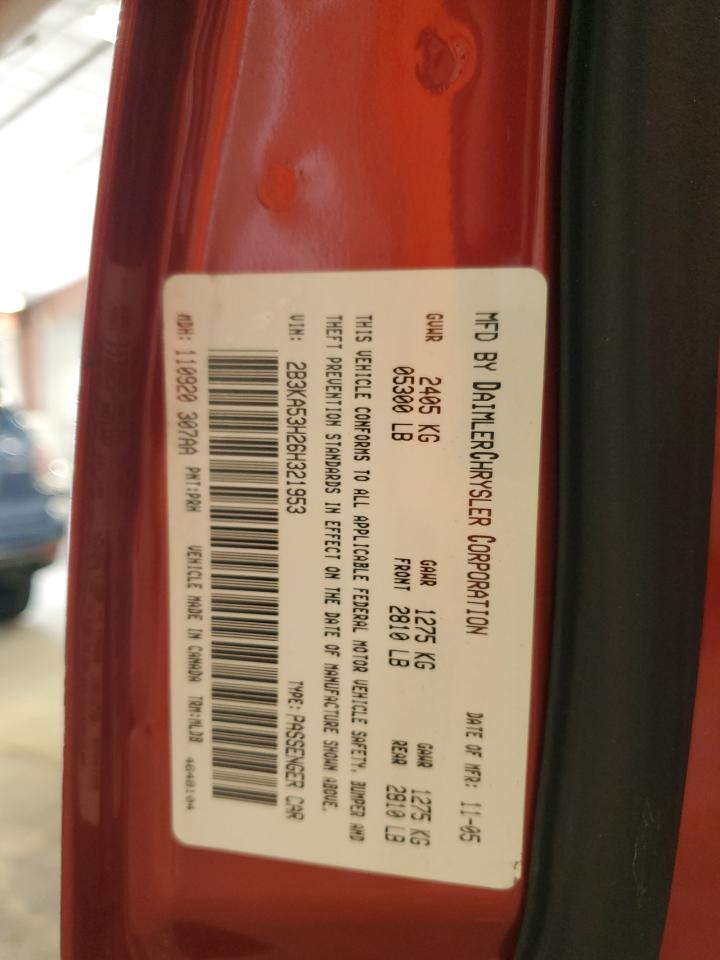 MFD BY DAIMLERCHRYSLER CORPORATION DATE OF MFR: 11-05
GVWR 2405 KG GAWR 1275 KG GAWR 1275 KG
05300 LB FRONT 2810 LB REAR 2810 LB
THIS VEHICLE CONFORMS TO ALL APPLICABLE FEDERAL MOTOR VEHICLE SAFETY, BUMPER AND
THEFT PREVENTION STANDARDS IN EFFECT ON THE DATE OF MANUFACTURE SHOWN ABOVE.
VIN: 2B3KA53H26H321953 TYPE: PASSENGER CAR
MDH: 110920 307AA PNT:PRH VEHICLE MADE IN CANADA TRM:MLDB 4648104